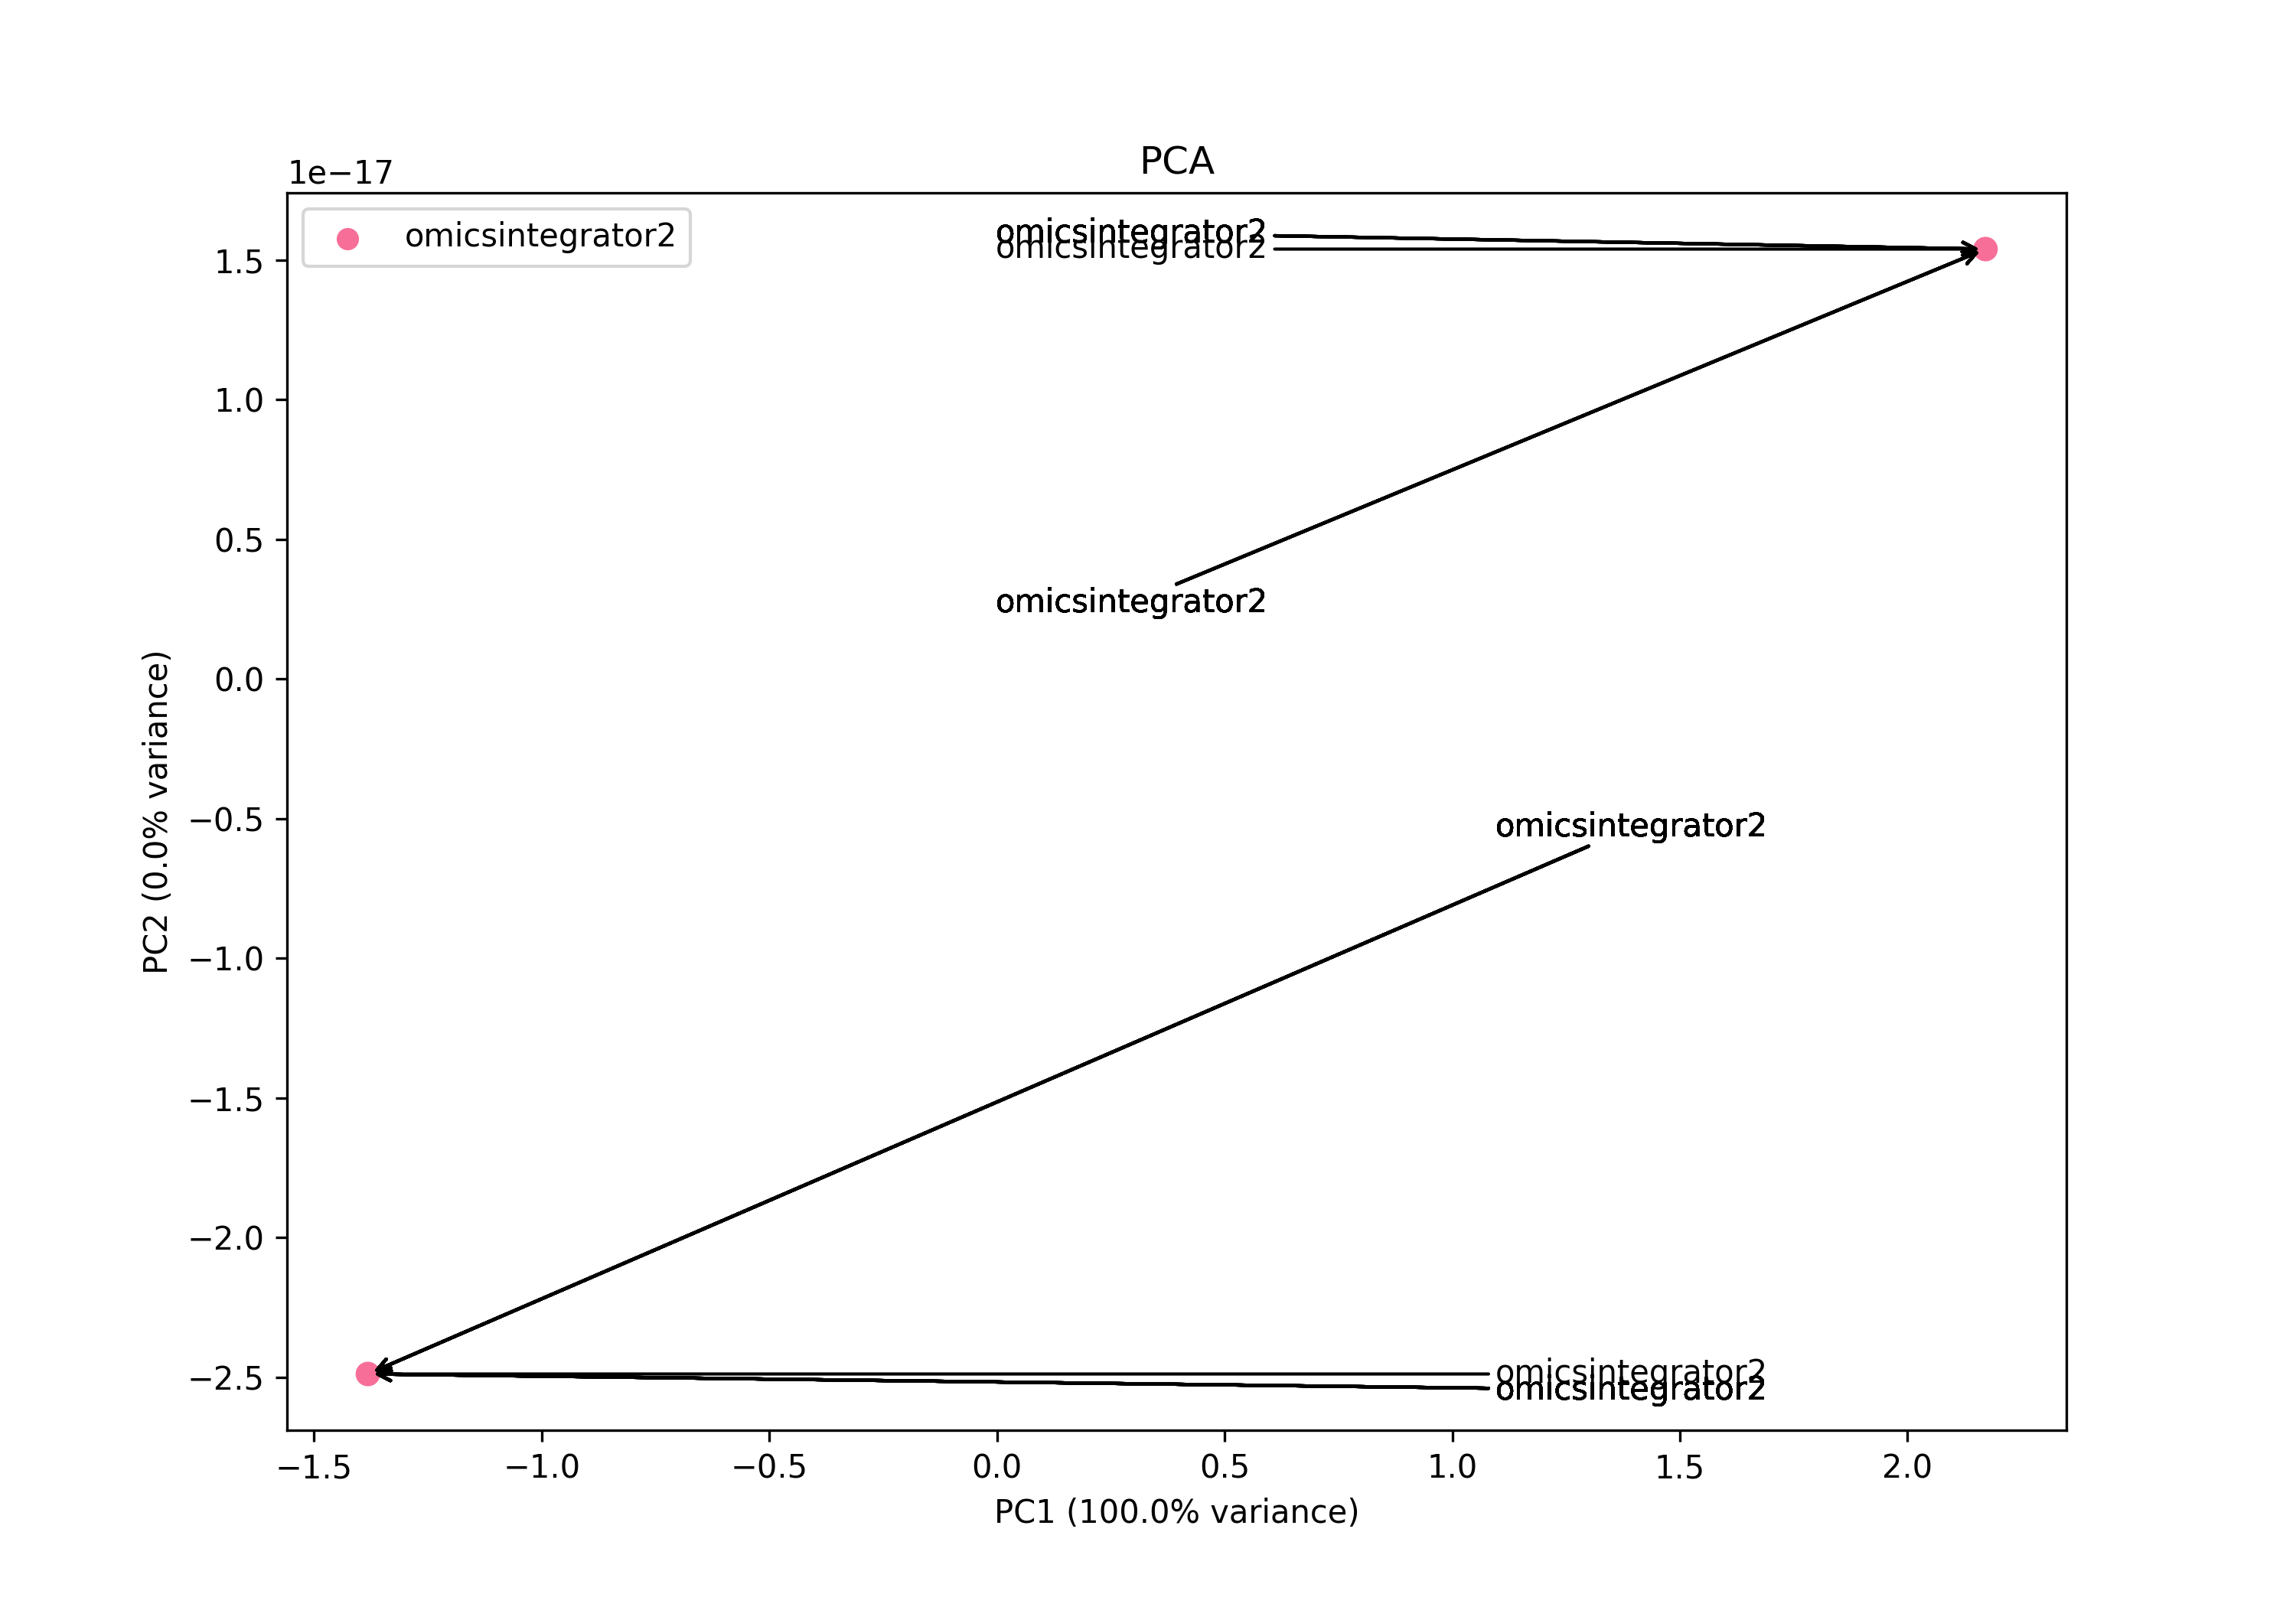 PCA
1e−17
omicsintegrator2
omicsintegrator2
omicsintegrator2
1.5
1.0
0.5
omicsintegrator2
0.0
omicsintegrator2
−0.5
−1.0
−1.5
−2.0
omicsintegrator2
−2.5
omicsintegrator2
PC2 (0.0% variance)
−1.5 −1.0 −0.5 0.0 0.5 1.0 1.5 2.0
PC1 (100.0% variance)